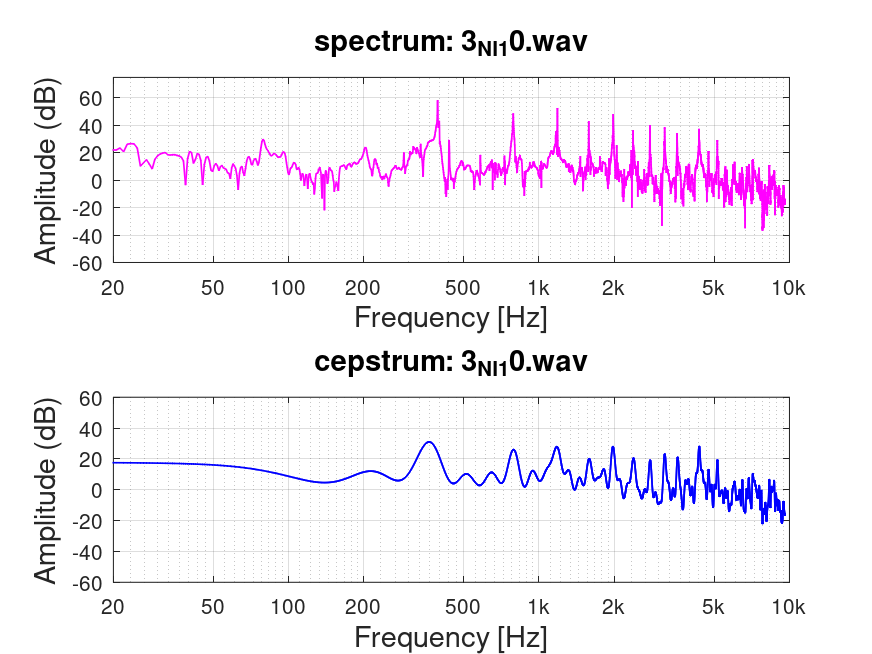 spectrum: 3NI10.wav
Amplitude (dB)
60
40
20
0
-20
-40
-60
20 50 100 200 500 1k 2k 5k 10k
Frequency [Hz]
cepstrum: 3NI10.wav
Amplitude (dB)
60
40
20
0
-20
-40
-60
20 50 100 200 500 1k 2k 5k 10k
Frequency [Hz]